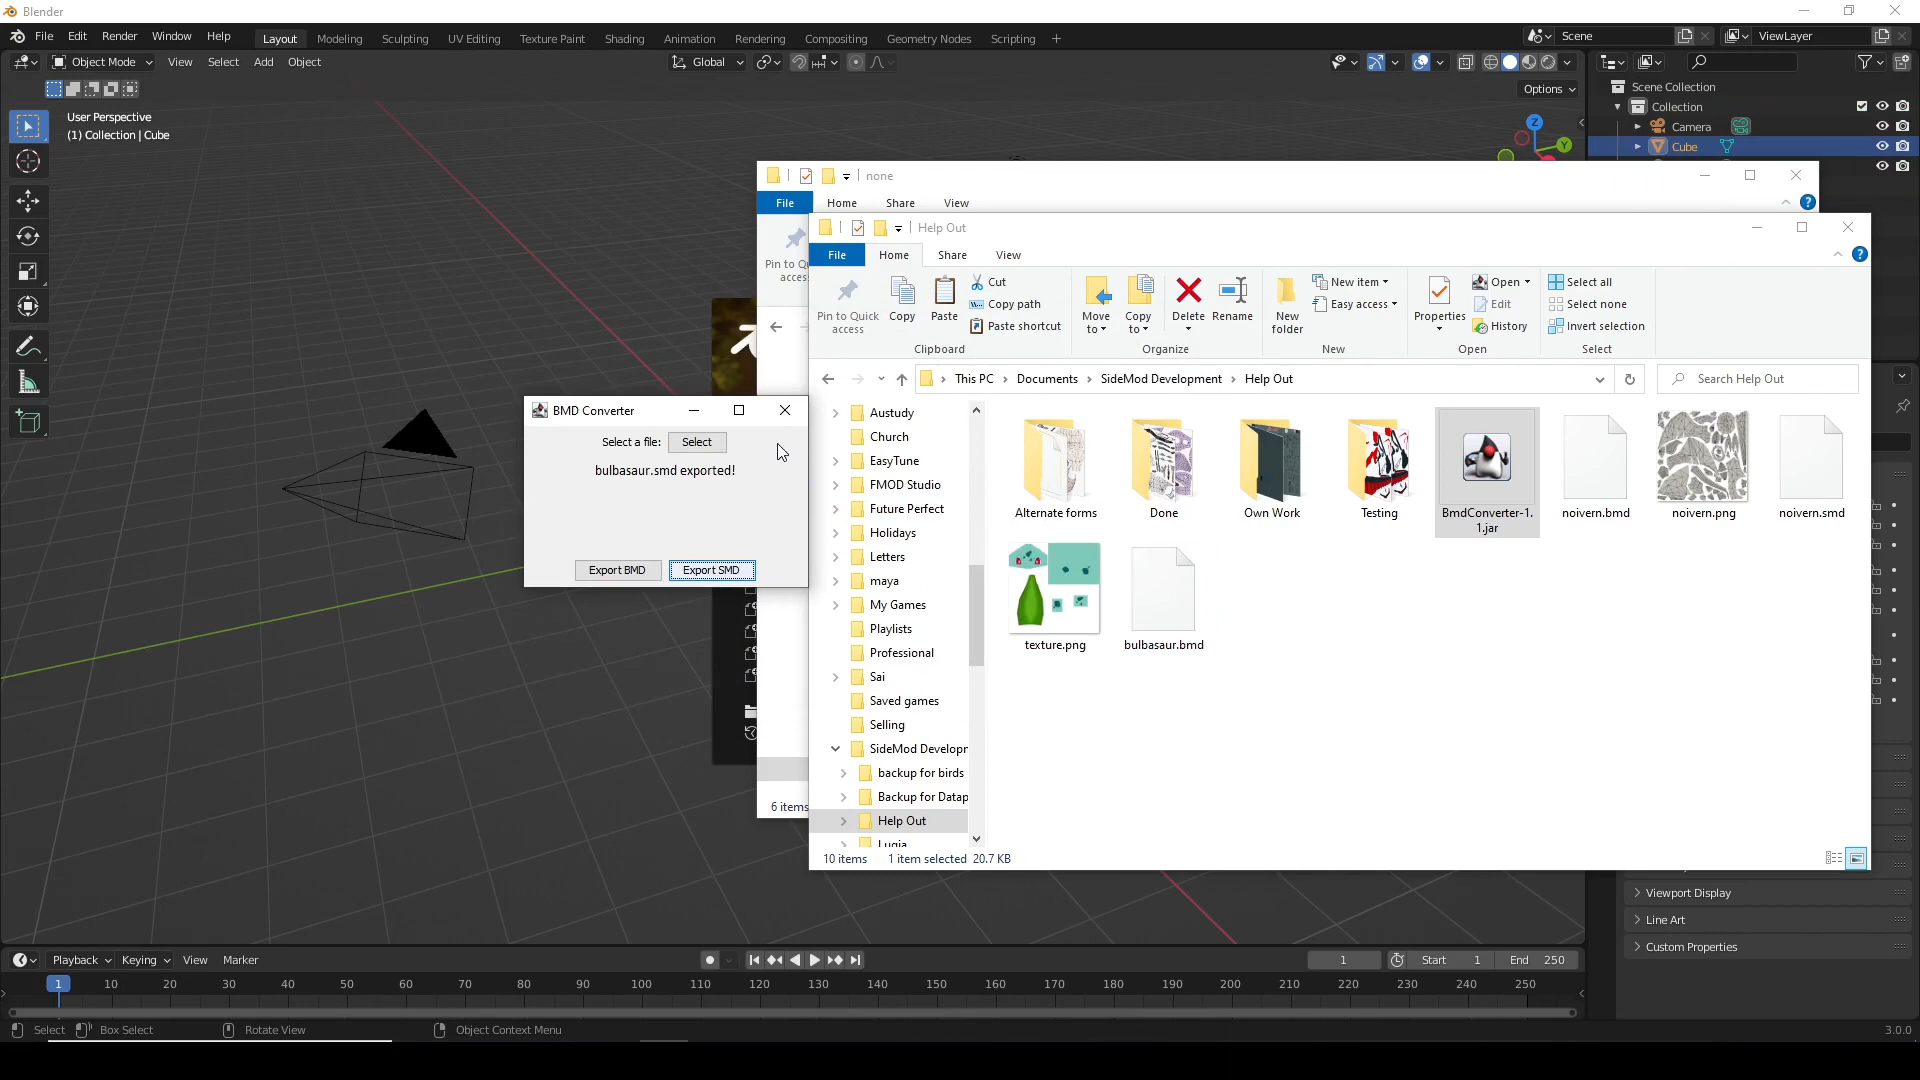 Blender
File Edit Render Window Help Layout Modeling Sculpting UV Editing Texture Paint Shading Animation Rendering Compositing Geometry Nodes Scripting + Scene ViewLayer
Object Mode View Select Add Object Global
Options
User Perspective
(1) Collection | Cube
Scene Collection
Collection
Camera
Cube
Z
Y
none
File Home Share View
Pin to Qu
access
6 items
Help Out
File Home Share View
Pin to Quick
access
Copy
Paste
Cut
Copy path
Paste shortcut
Clipboard
Move
to
Copy
to
Delete
Rename
Organize
New
folder
New item
Easy access
New
Properties
Open
Edit
History
Open
Select all
Select none
Invert selection
Select
This PC > Documents > SideMod Development > Help Out
Search Help Out
Austudy
Church
EasyTune
FMOD Studio
Future Perfect
Holidays
Letters
maya
My Games
Playlists
Professional
Sai
Saved games
Selling
SideMod Developr
backup for birds
Backup for Datap
Help Out
Lugia
Alternate forms
Done
Own Work
Testing
BmdConverter-1.
1.jar
noivern.bmd
noivern.png
noivern.smd
texture.png
bulbasaur.bmd
10 items 1 item selected 20.7 KB
BMD Converter
Select a file: Select
bulbasaur.smd exported!
Export BMD Export SMD
Viewport Display
Line Art
Custom Properties
Playback Keying View Marker 1 Start 1 End 250
1 10 20 30 40 50 60 70 80 90 100 110 120 130 140 150 160 170 180 190 200 210 220 230 240 250
Select Box Select Rotate View Object Context Menu 3.0.0